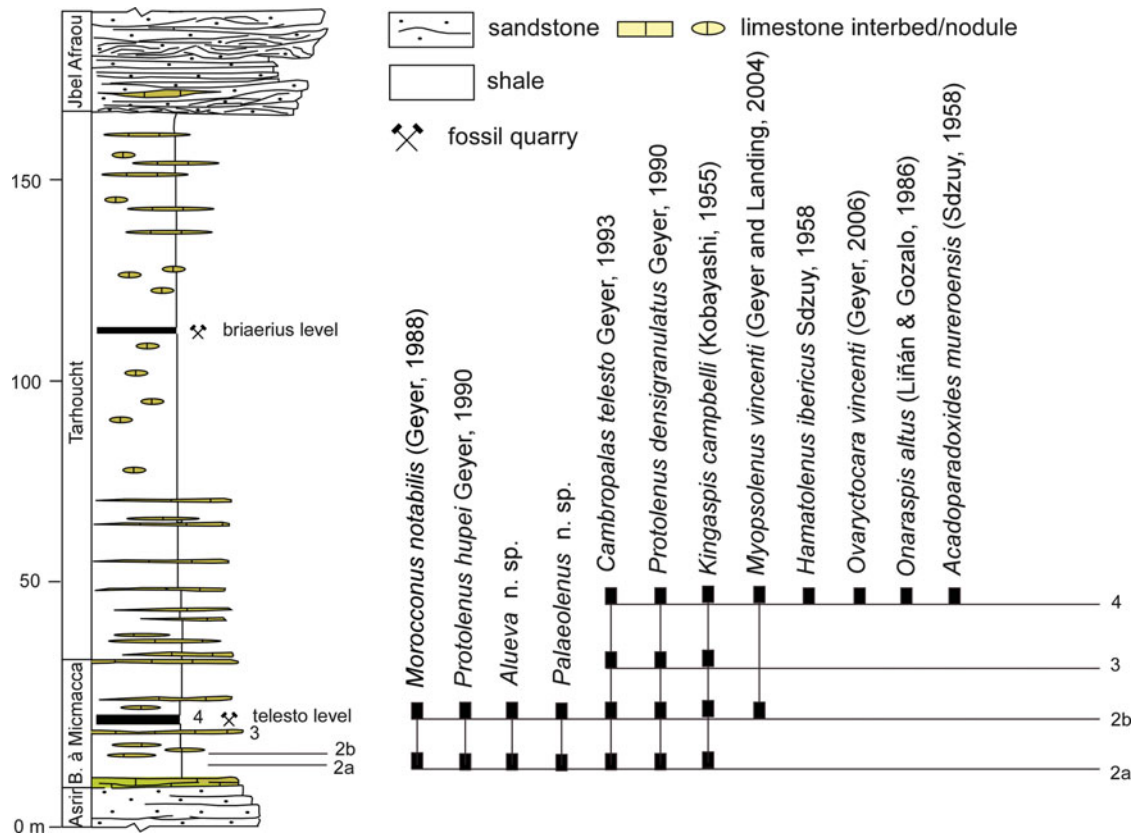 sandstone
limestone interbed/nodule
shale
fossil quarry
Jbel Afraou
Tarhoucht
B. à Micmacca
Asrir
150
100
50
0 m
briaerius level
4
telesto level
3
2b
2a
Morocconus notabilis (Geyer, 1988)
Protolenus hupei Geyer, 1990
Alueva n. sp.
Palaeolenus n. sp.
Cambropalas telesto Geyer, 1993
Protolenus densigranulatus Geyer, 1990
Kingaspis campbelli (Kobayashi, 1955)
Myopsolenus vincenti (Geyer and Landing, 2004)
Hamatolenus ibericus Sdzuy, 1958
Ovaryctocara vincenti (Geyer, 2006)
Onaraspis altus (Liñán & Gozalo, 1986)
Acadoparadoxides mureroensis (Sdzuy, 1958)
4
3
2b
2a